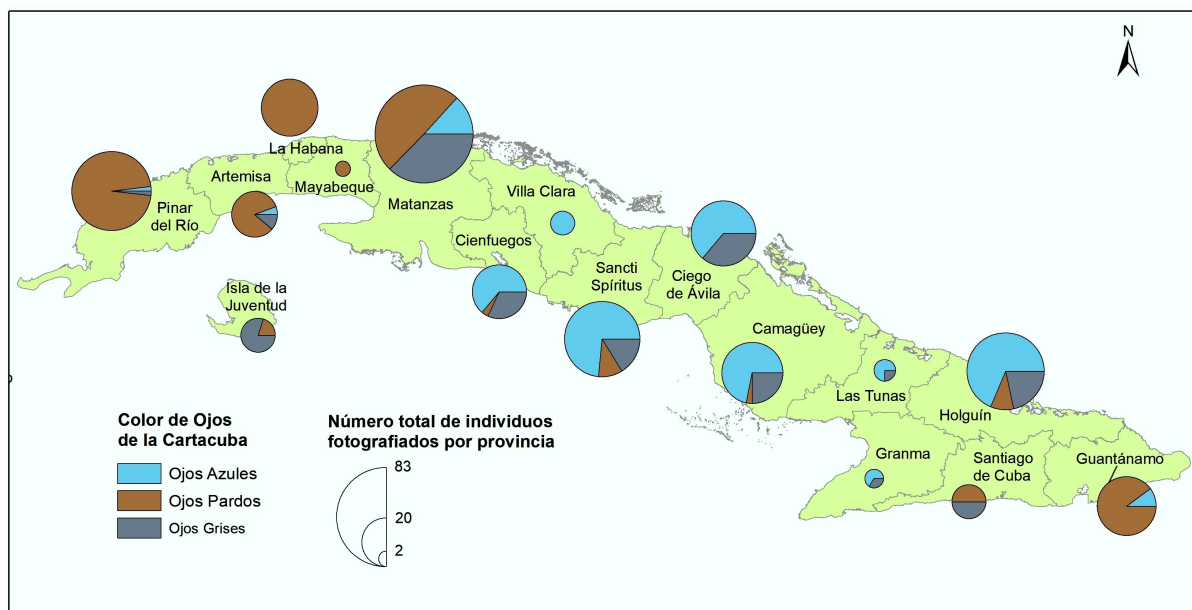 N
La Habana
Artemisa
Mayabeque
Pinar
del Río
Matanzas
Villa Clara
Cienfuegos
Sancti
Spíritus
Ciego
de Ávila
Isla de la
Juventud
Camagüey
Las Tunas
Holguín
Granma
Santiago
de Cuba
Guantánamo
Color de Ojos
de la Cartacuba
Ojos Azules
Ojos Pardos
Ojos Grises
Número total de individuos
fotografiados por provincia
83
20
2